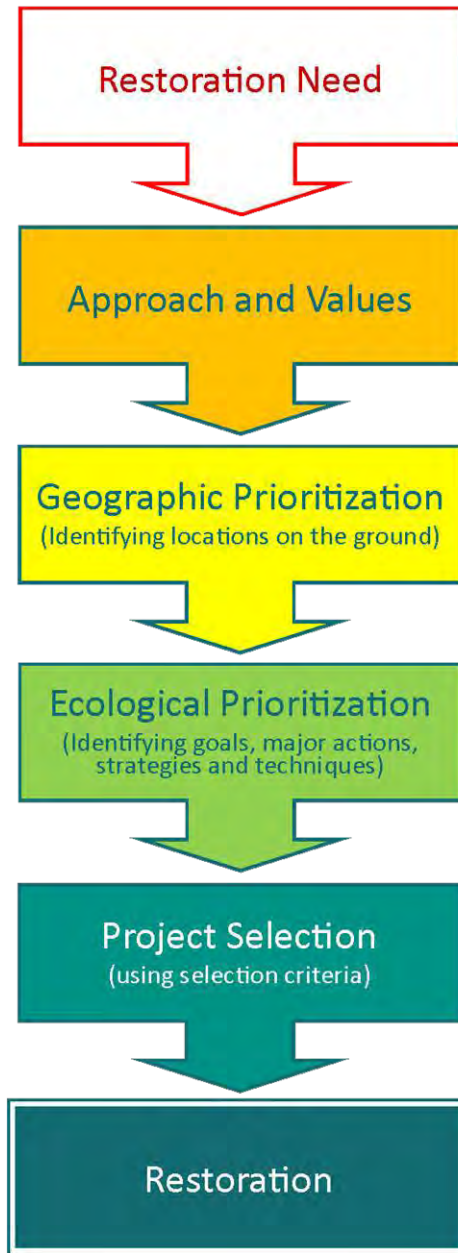 Restoration Need
Approach and Values
Geographic Prioritization
(Identifying locations on the ground)
Ecological Prioritization
(Identifying goals, major actions,
strategies and techniques)
Project Selection
(using selection criteria)
Restoration